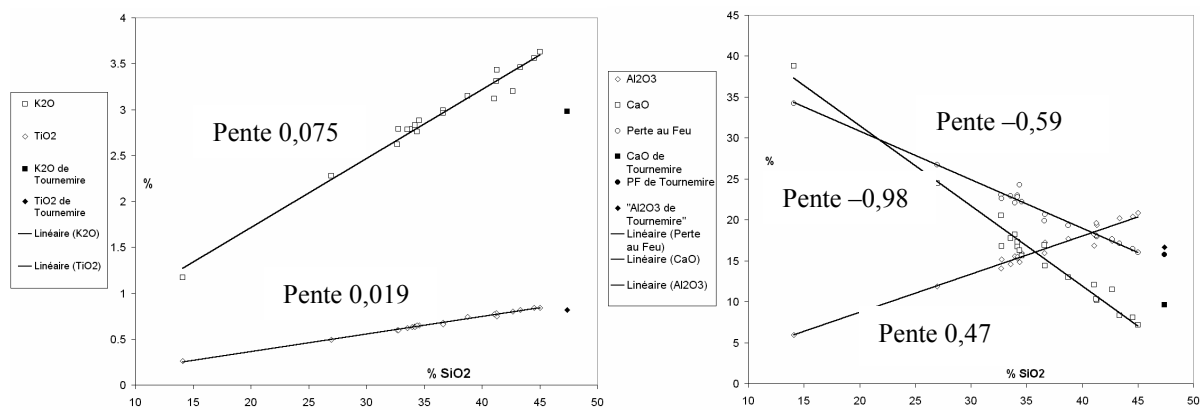 4
3.5
3
2.5
2
1.5
1
0.5
0
%
10 15 20 25 30 35 40 45 50
% SiO2
K2O
TiO2
K2O de
Tournemire
TiO2 de
Tournemire
Linéaire (K2O)
Linéaire (TiO2)
Pente 0,075
Pente 0,019
45
40
35
30
25
20
15
10
5
0
%
10 15 20 25 30 35 40 45 50
% SiO2
Al2O3
CaO
Perte au Feu
CaO de
Tournemire
PF de Tournemire
"Al2O3 de
Tournemire"
Linéaire (Perte
au Feu)
Linéaire (CaO)
Linéaire (Al2O3)
Pente –0,59
Pente –0,98
Pente 0,47